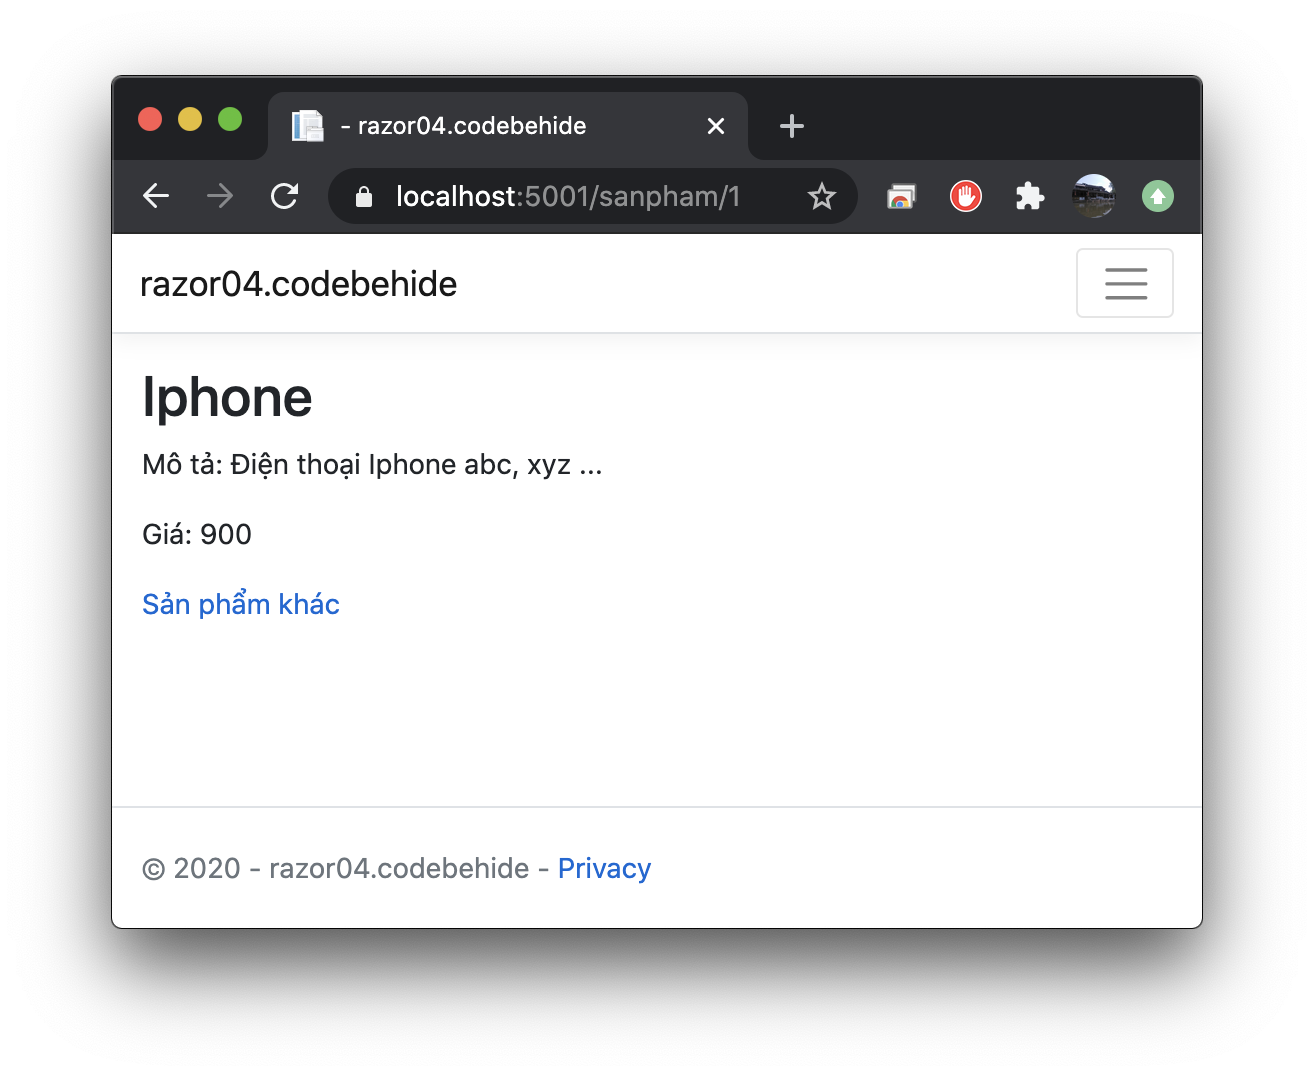 - razor04.codebehide
localhost:5001/sanpham/1
razor04.codebehide
Iphone
Mô tả: Điện thoại Iphone abc, xyz ...
Giá: 900
Sản phẩm khác
© 2020 - razor04.codebehide - Privacy